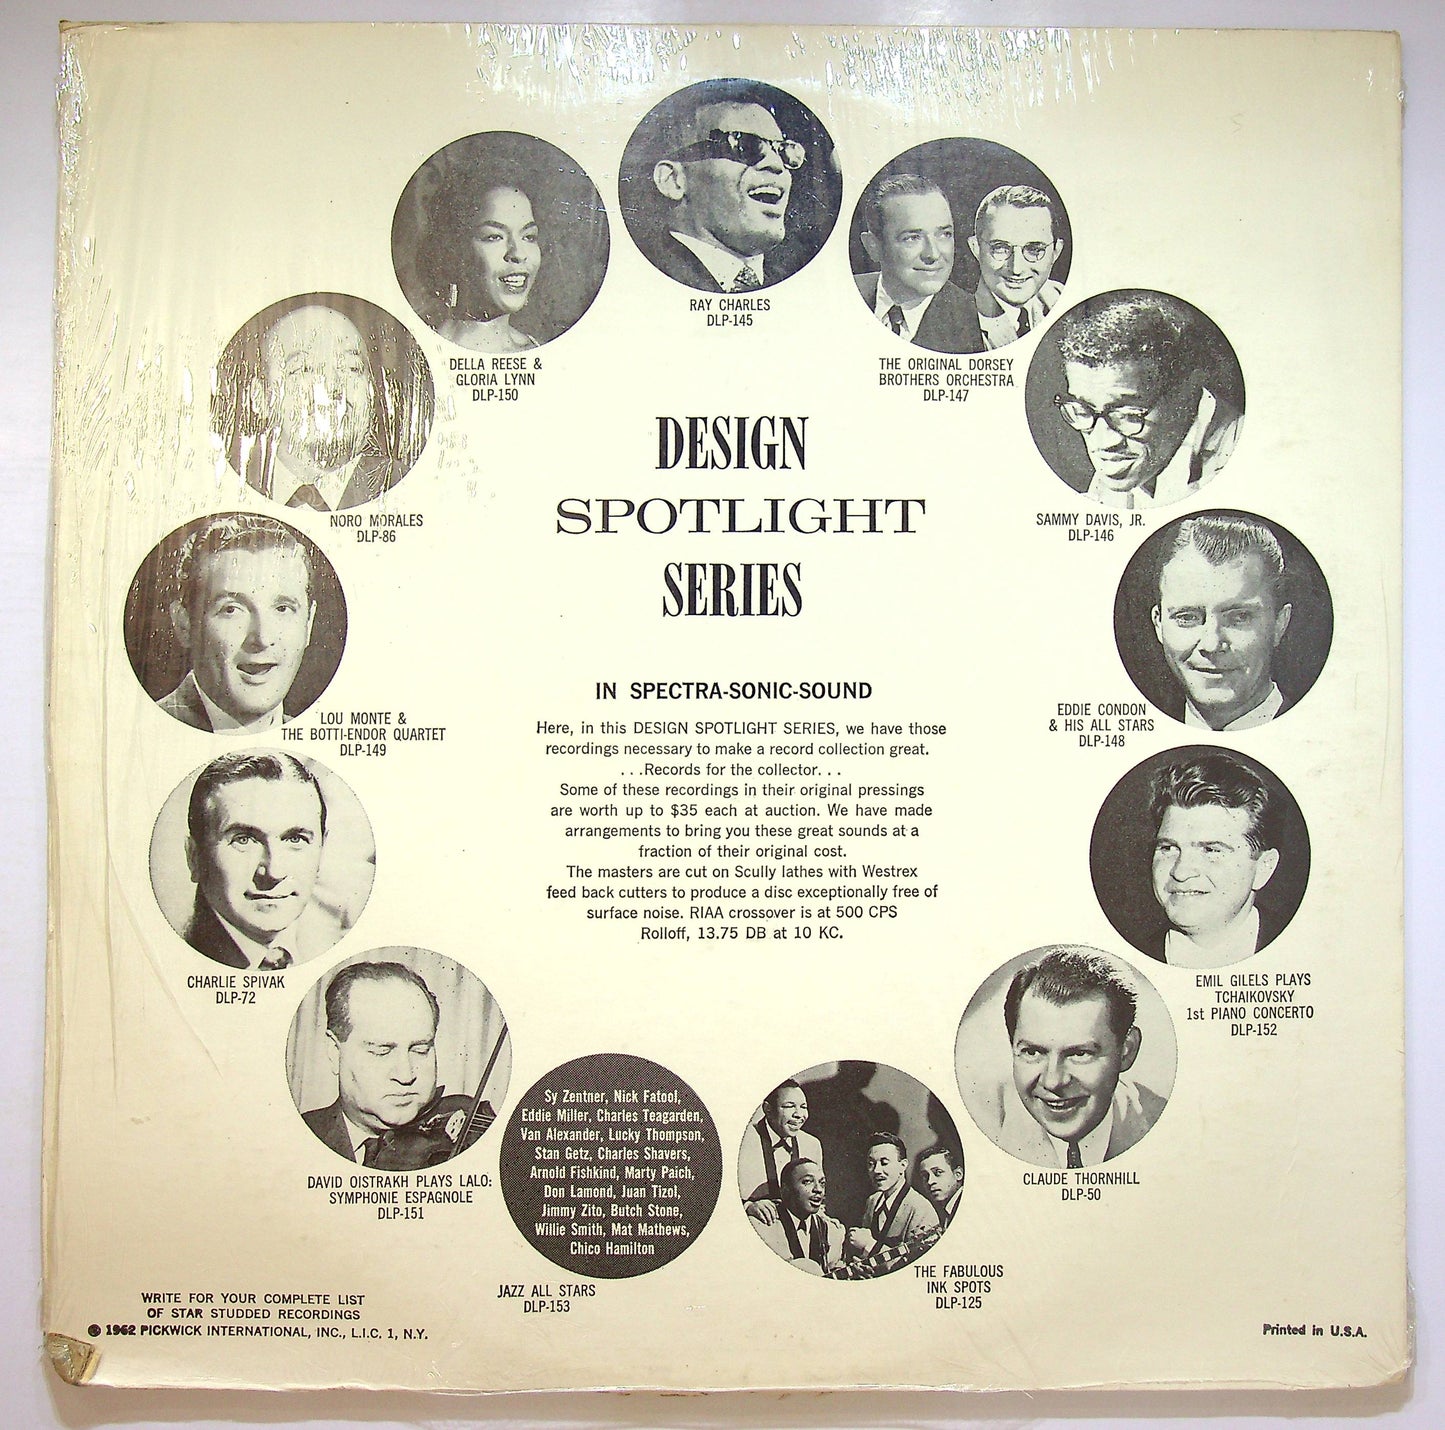 RAY CHARLES
DLP-145
DELLA REESE &
GLORIA LYNN
DLP-150
THE ORIGINAL DORSEY
BROTHERS ORCHESTRA
DLP-147
NORO MORALES
DLP-86
SAMMY DAVIS, JR.
DLP-146
DESIGN
SPOTLIGHT
SERIES
LOU MONTE &
THE BOTTI-ENDOR QUARTET
DLP-149
EDDIE CONDON
& HIS ALL STARS
DLP-148
IN SPECTRA-SONIC-SOUND
Here, in this DESIGN SPOTLIGHT SERIES, we have those
recordings necessary to make a record collection great.
. . .Records for the collector. . .
Some of these recordings in their original pressings
are worth up to $35 each at auction. We have made
arrangements to bring you these great sounds at a
fraction of their original cost.
The masters are cut on Scully lathes with Westrex
feed back cutters to produce a disc exceptionally free of
surface noise. RIAA crossover is at 500 CPS
Rolloff, 13.75 DB at 10 KC.
CHARLIE SPIVAK
DLP-72
EMIL GILELS PLAYS
TCHAIKOVSKY
1st PIANO CONCERTO
DLP-152
DAVID OISTRAKH PLAYS LALO:
SYMPHONIE ESPAGNOLE
DLP-151
CLAUDE THORNHILL
DLP-50
Sy Zentner, Nick Fatool,
Eddie Miller, Charles Teagarden,
Van Alexander, Lucky Thompson,
Stan Getz, Charles Shavers,
Arnold Fishkind, Marty Paich,
Don Lamond, Juan Tizol,
Jimmy Zito, Butch Stone,
Willie Smith, Mat Mathews,
Chico Hamilton
JAZZ ALL STARS
DLP-153
THE FABULOUS
INK SPOTS
DLP-125
WRITE FOR YOUR COMPLETE LIST
OF STAR STUDDED RECORDINGS
© 1962 PICKWICK INTERNATIONAL, INC., L.I.C. 1, N.Y.
Printed in U.S.A.